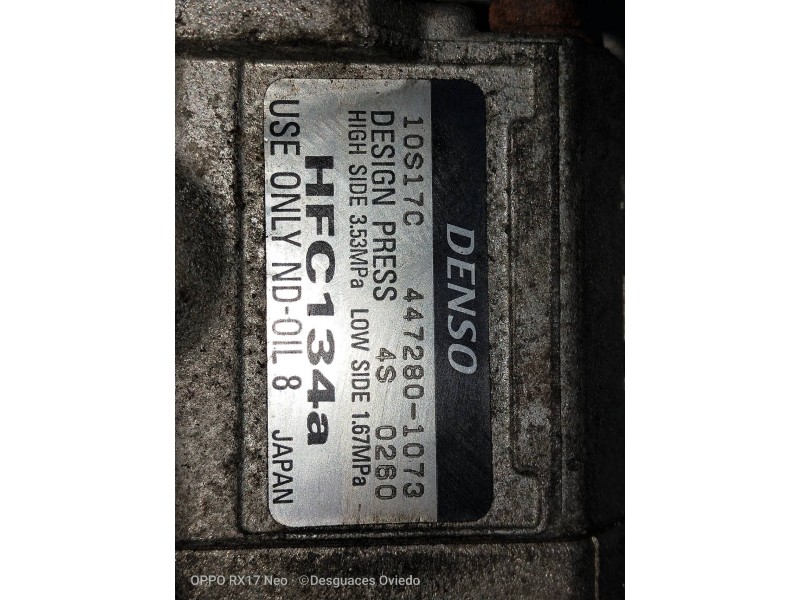 DENSO
10S17C 447280-1073
DESIGN PRESS 4S 0260
HIGH SIDE 3.53MPa LOW SIDE 1.67MPa
HFC134a
USE ONLY ND-OIL 8 JAPAN
OPPO RX17 Neo · ©Desguaces Oviedo